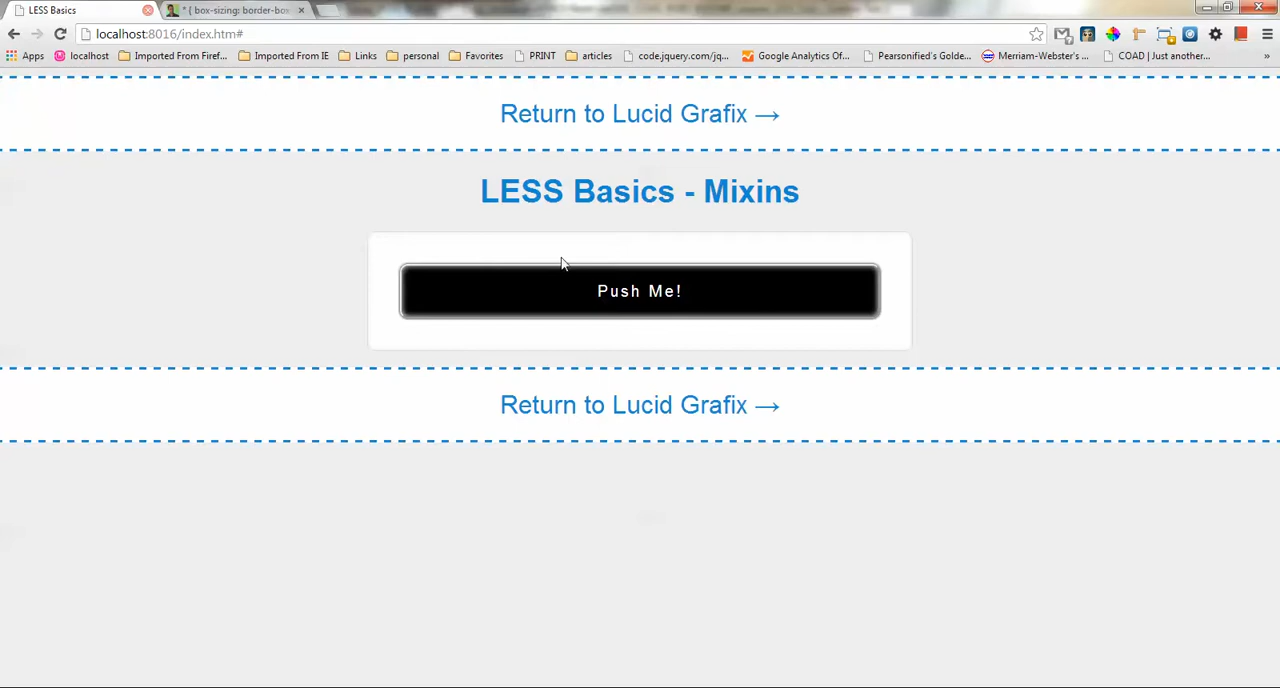 LESS Basics
* { box-sizing: border-box
localhost:8016/index.htm#
Apps
localhost
Imported From Firef...
Imported From IE
Links
personal
Favorites
PRINT
articles
code.jquery.com/jq...
Google Analytics Of...
Pearsonified's Golde...
Merriam-Webster's ...
COAD | Just another...
»
Return to Lucid Grafix →
LESS Basics - Mixins
Push Me!
Return to Lucid Grafix →